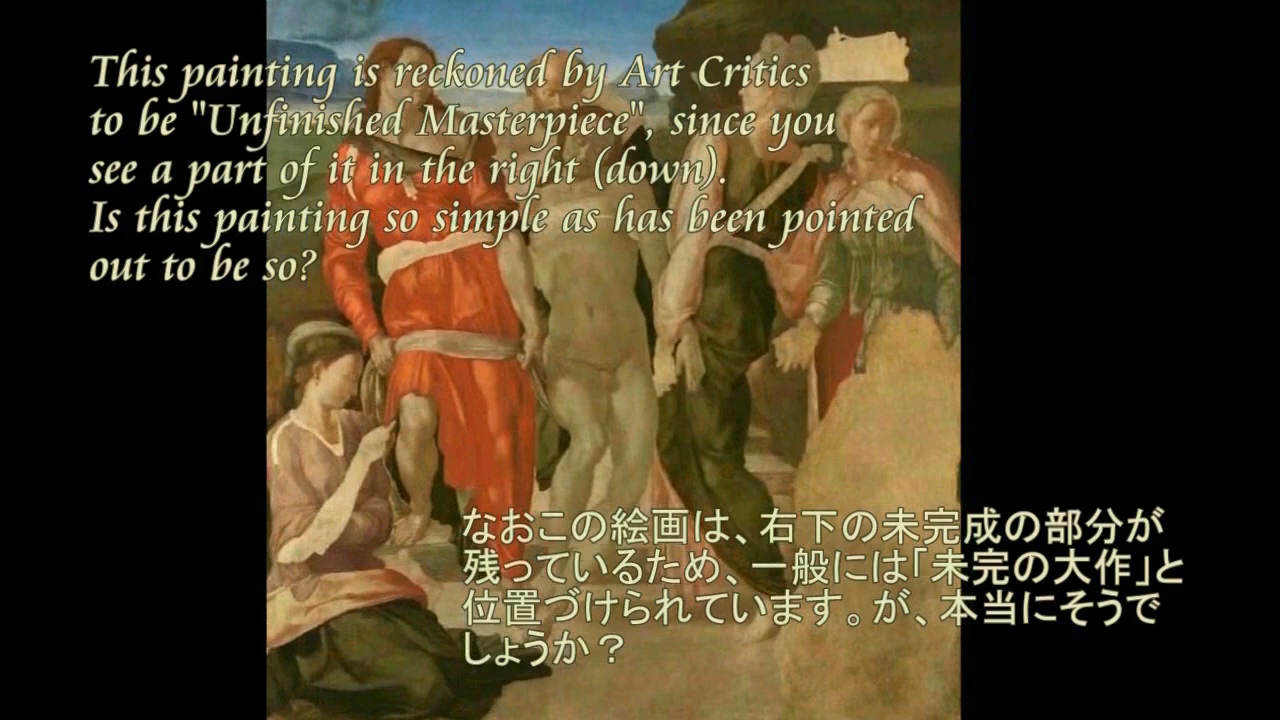 This painting is reckoned by Art Critics
to be "Unfinished Masterpiece", since you
see a part of it in the right (down).
Is this painting so simple as has been pointed
out to be so?
なおこの絵画は、右下の未完成の部分が
残っているため、一般には「未完の大作」と
位置づけられています。が、本当にそうで
しょうか？